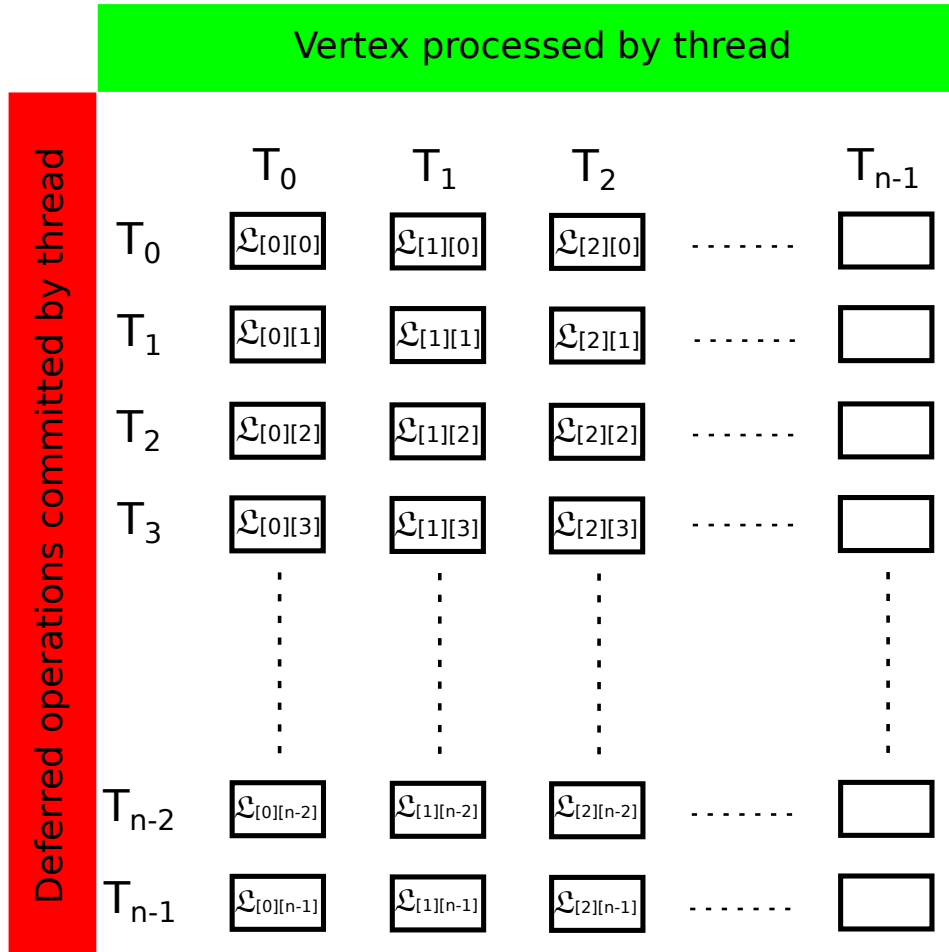 Vertex processed by thread
Deferred operations committed by thread
T₀ T₁ T₂ Tₙ₋₁
T₀ 𝔏[0][0] 𝔏[1][0] 𝔏[2][0]
T₁ 𝔏[0][1] 𝔏[1][1] 𝔏[2][1]
T₂ 𝔏[0][2] 𝔏[1][2] 𝔏[2][2]
T₃ 𝔏[0][3] 𝔏[1][3] 𝔏[2][3]
Tₙ₋₂ 𝔏[0][n-2] 𝔏[1][n-2] 𝔏[2][n-2]
Tₙ₋₁ 𝔏[0][n-1] 𝔏[1][n-1] 𝔏[2][n-1]